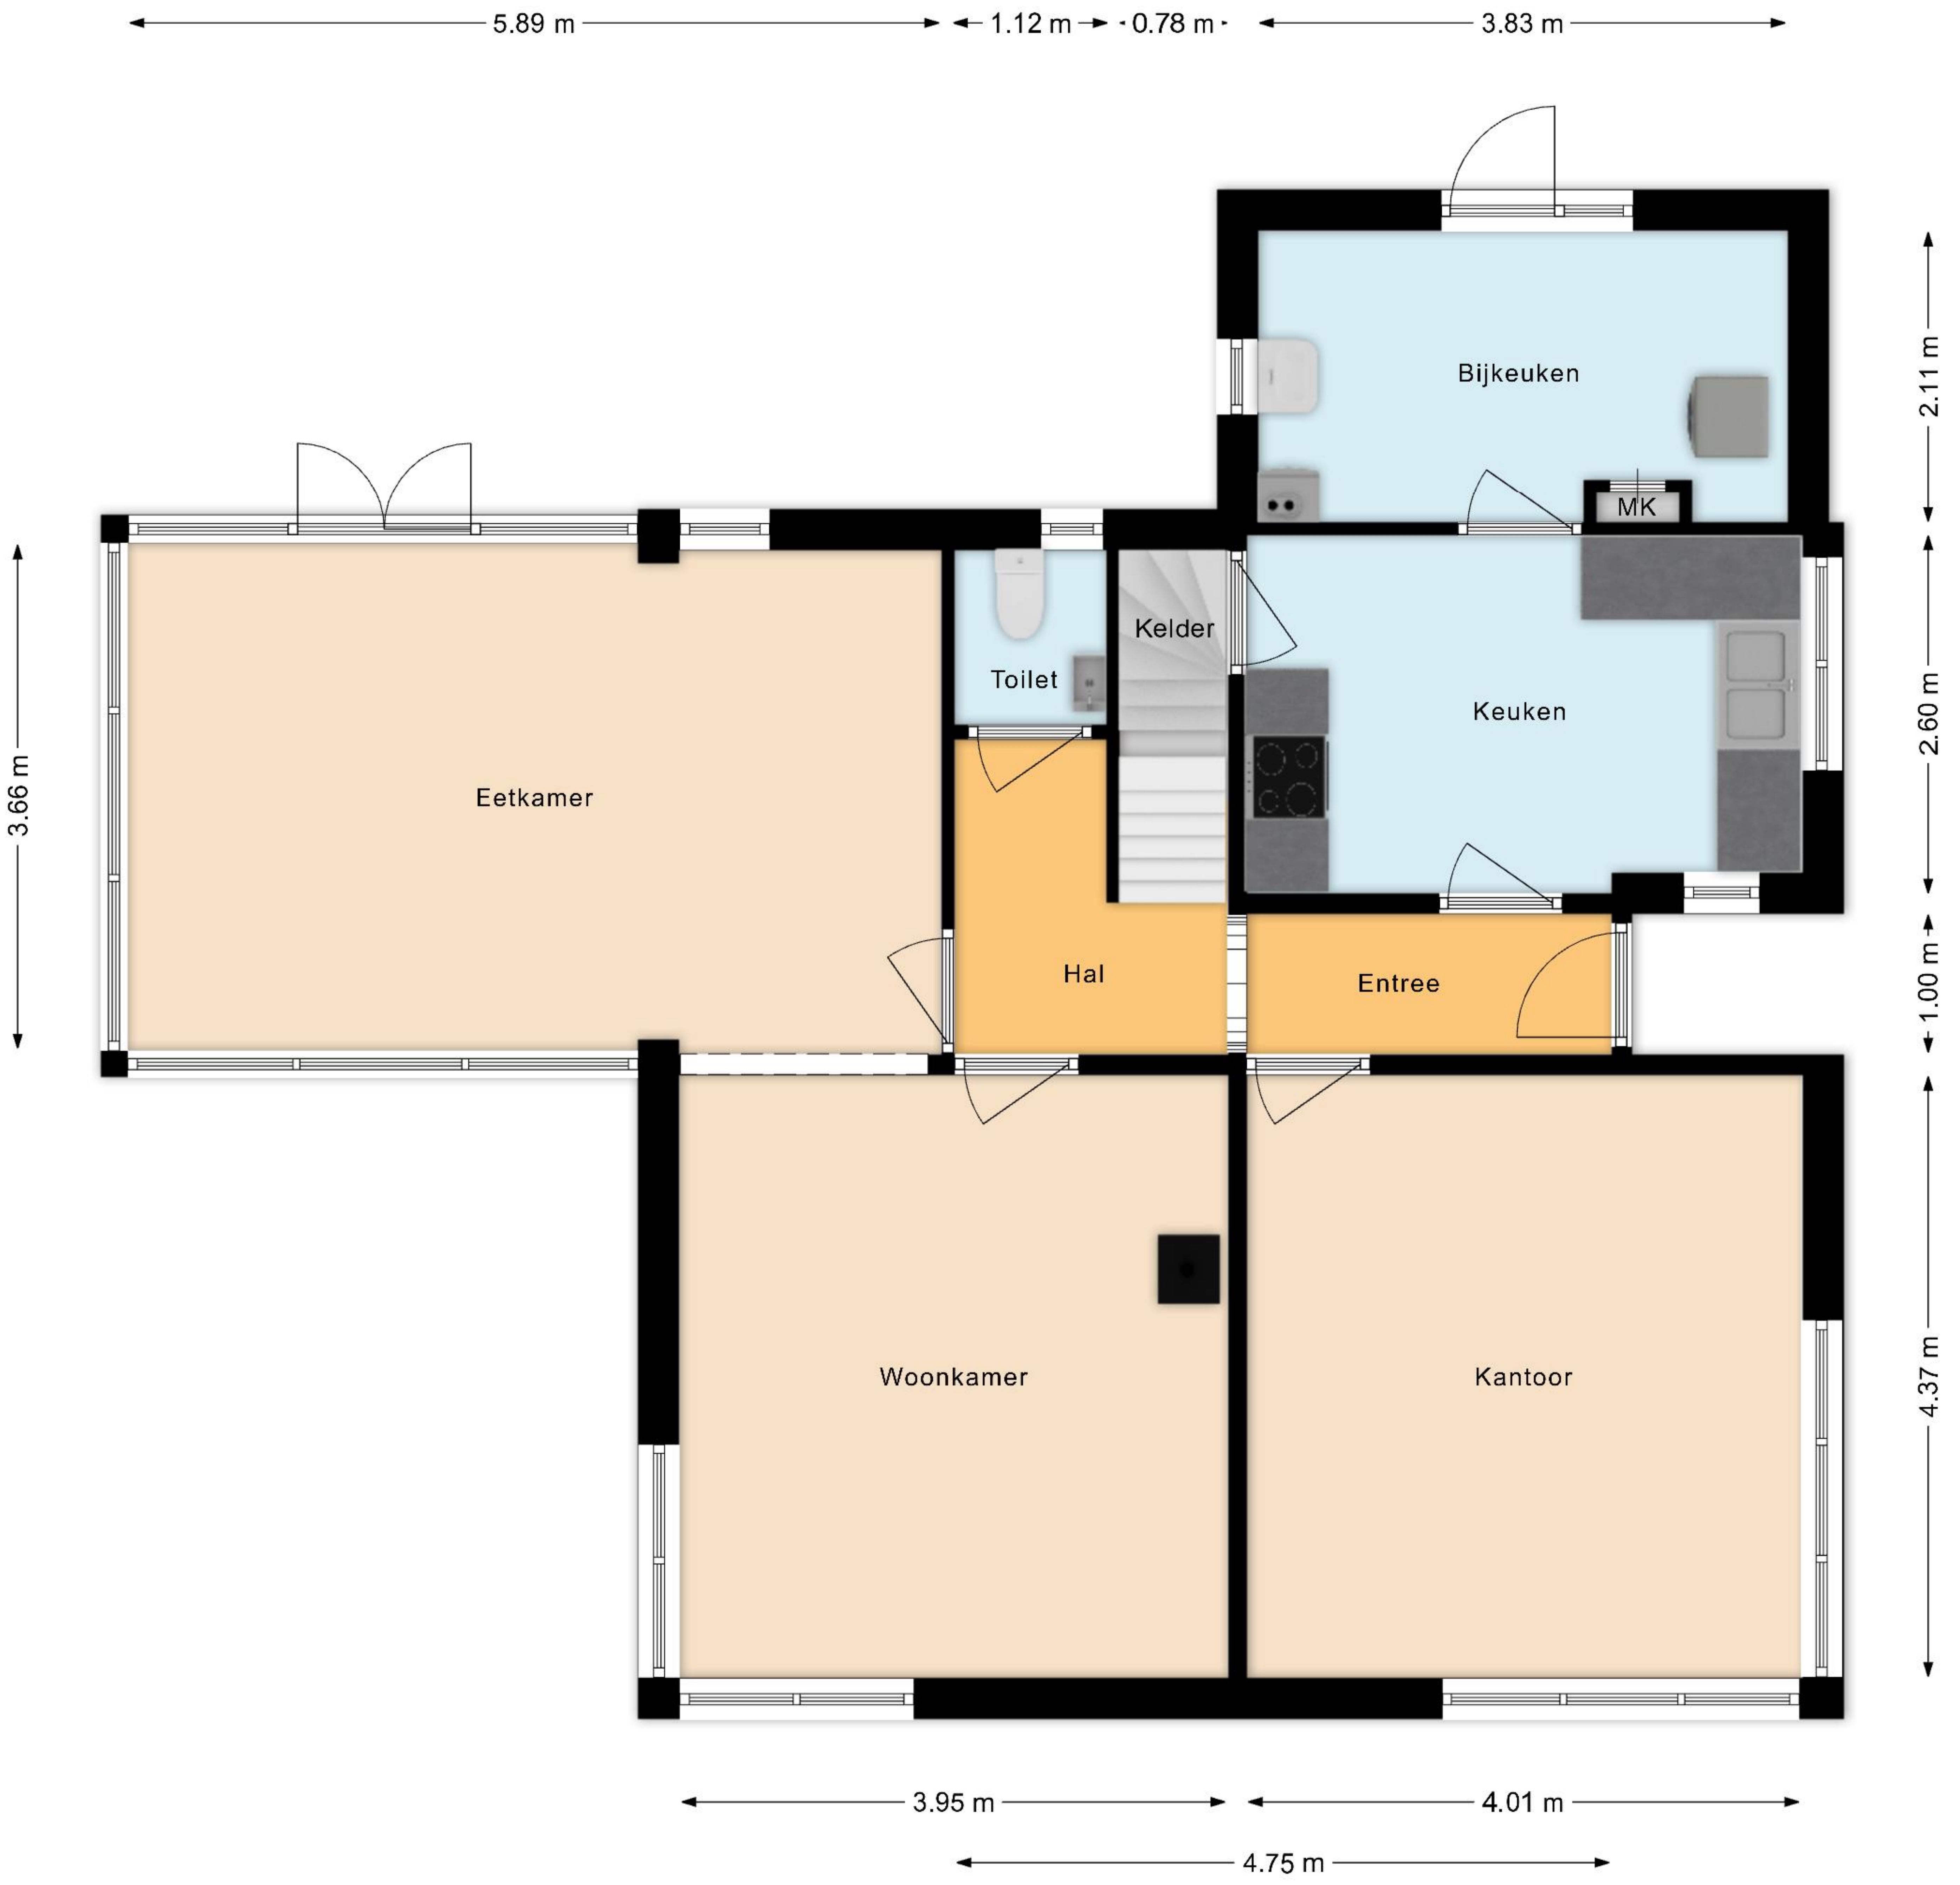 5.89 m
1.12 m
0.78 m
3.83 m
2.11 m
Bijkeuken
MK
3.66 m
Kelder
Toilet
Keuken
2.60 m
Eetkamer
Hal
Entree
1.00 m
Woonkamer
Kantoor
4.37 m
3.95 m
4.01 m
4.75 m